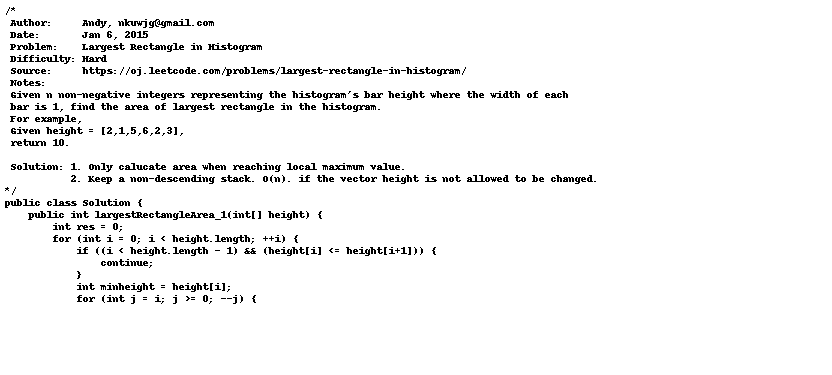 /*
 Author:     Andy, nkuwjg@gmail.com
 Date:       Jan 6, 2015
 Problem:    Largest Rectangle in Histogram
 Difficulty: Hard
 Source:     https://oj.leetcode.com/problems/largest-rectangle-in-histogram/
 Notes:
 Given n non-negative integers representing the histogram's bar height where the width of each
 bar is 1, find the area of largest rectangle in the histogram.
 For example,
 Given height = [2,1,5,6,2,3],
 return 10.

 Solution: 1. Only calucate area when reaching local maximum value.
           2. Keep a non-descending stack. O(n). if the vector height is not allowed to be changed.
*/
public class Solution {
    public int largestRectangleArea_1(int[] height) {
        int res = 0;
        for (int i = 0; i < height.length; ++i) {
            if ((i < height.length - 1) && (height[i] <= height[i+1])) {
                continue;
            }
            int minheight = height[i];
            for (int j = i; j >= 0; --j) {